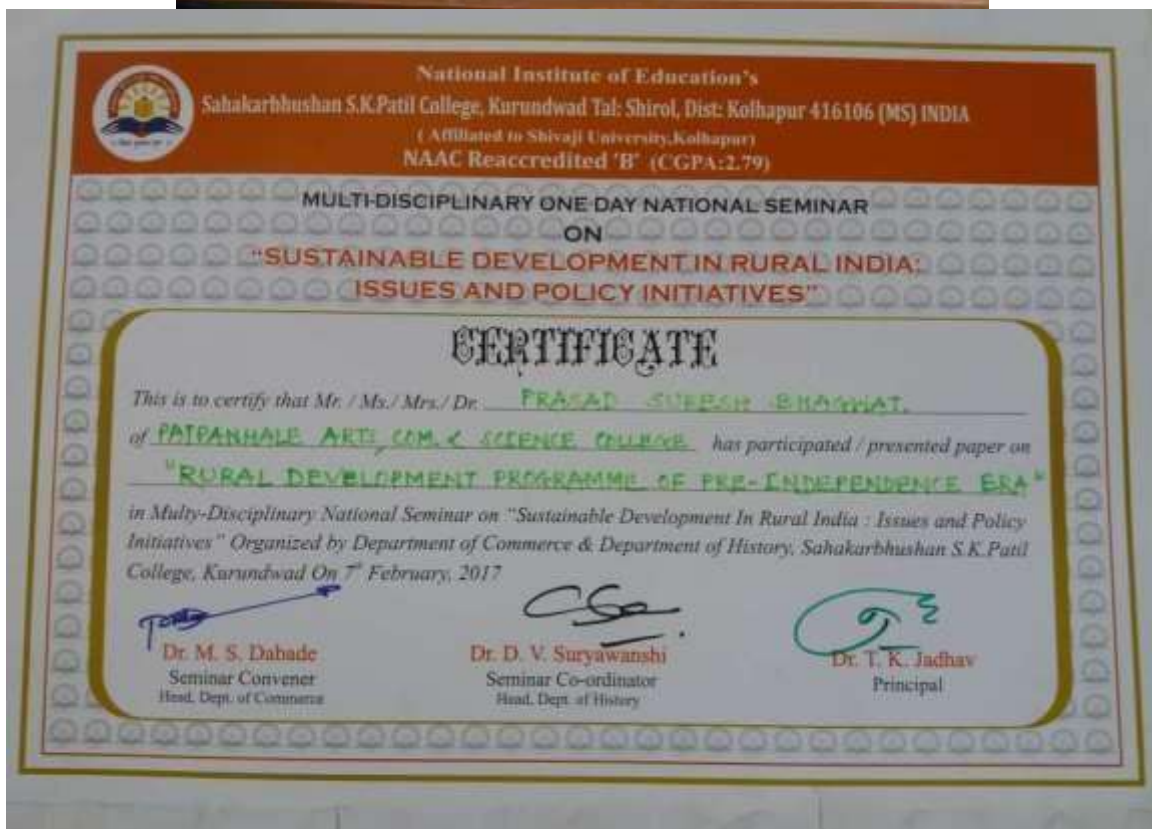 National Institute of Education's
Sahakarbhushan S.K.Patil College, Kurundwad Tal: Shirol, Dist: Kolhapur 416106 (MS) INDIA
( Affiliated to Shivaji University,Kolhapur)
NAAC Reaccredited 'B' (CGPA:2.79)
MULTI-DISCIPLINARY ONE DAY NATIONAL SEMINAR
ON
"SUSTAINABLE DEVELOPMENT IN RURAL INDIA:
ISSUES AND POLICY INITIATIVES"
CERTIFICATE
This is to certify that Mr. / Ms./ Mrs./ Dr. PRASAD SURESH BHAGWAT.
of PATPANHALE ARTS, COM. & SCIENCE COLLEGE has participated / presented paper on
"RURAL DEVELOPMENT PROGRAMME OF PRE-INDEPENDENCE ERA"
in Multy-Disciplinary National Seminar on "Sustainable Development In Rural India : Issues and Policy
Initiatives" Organized by Department of Commerce & Department of History, Sahakarbhushan S.K.Patil
College, Kurundwad On 7" February, 2017
Dr. M. S. Dabade Dr. D. V. Suryawanshi Dr. T. K. Jadhav
Seminar Convener Seminar Co-ordinator Principal
Head, Dept. of Commerce Head, Dept. of History